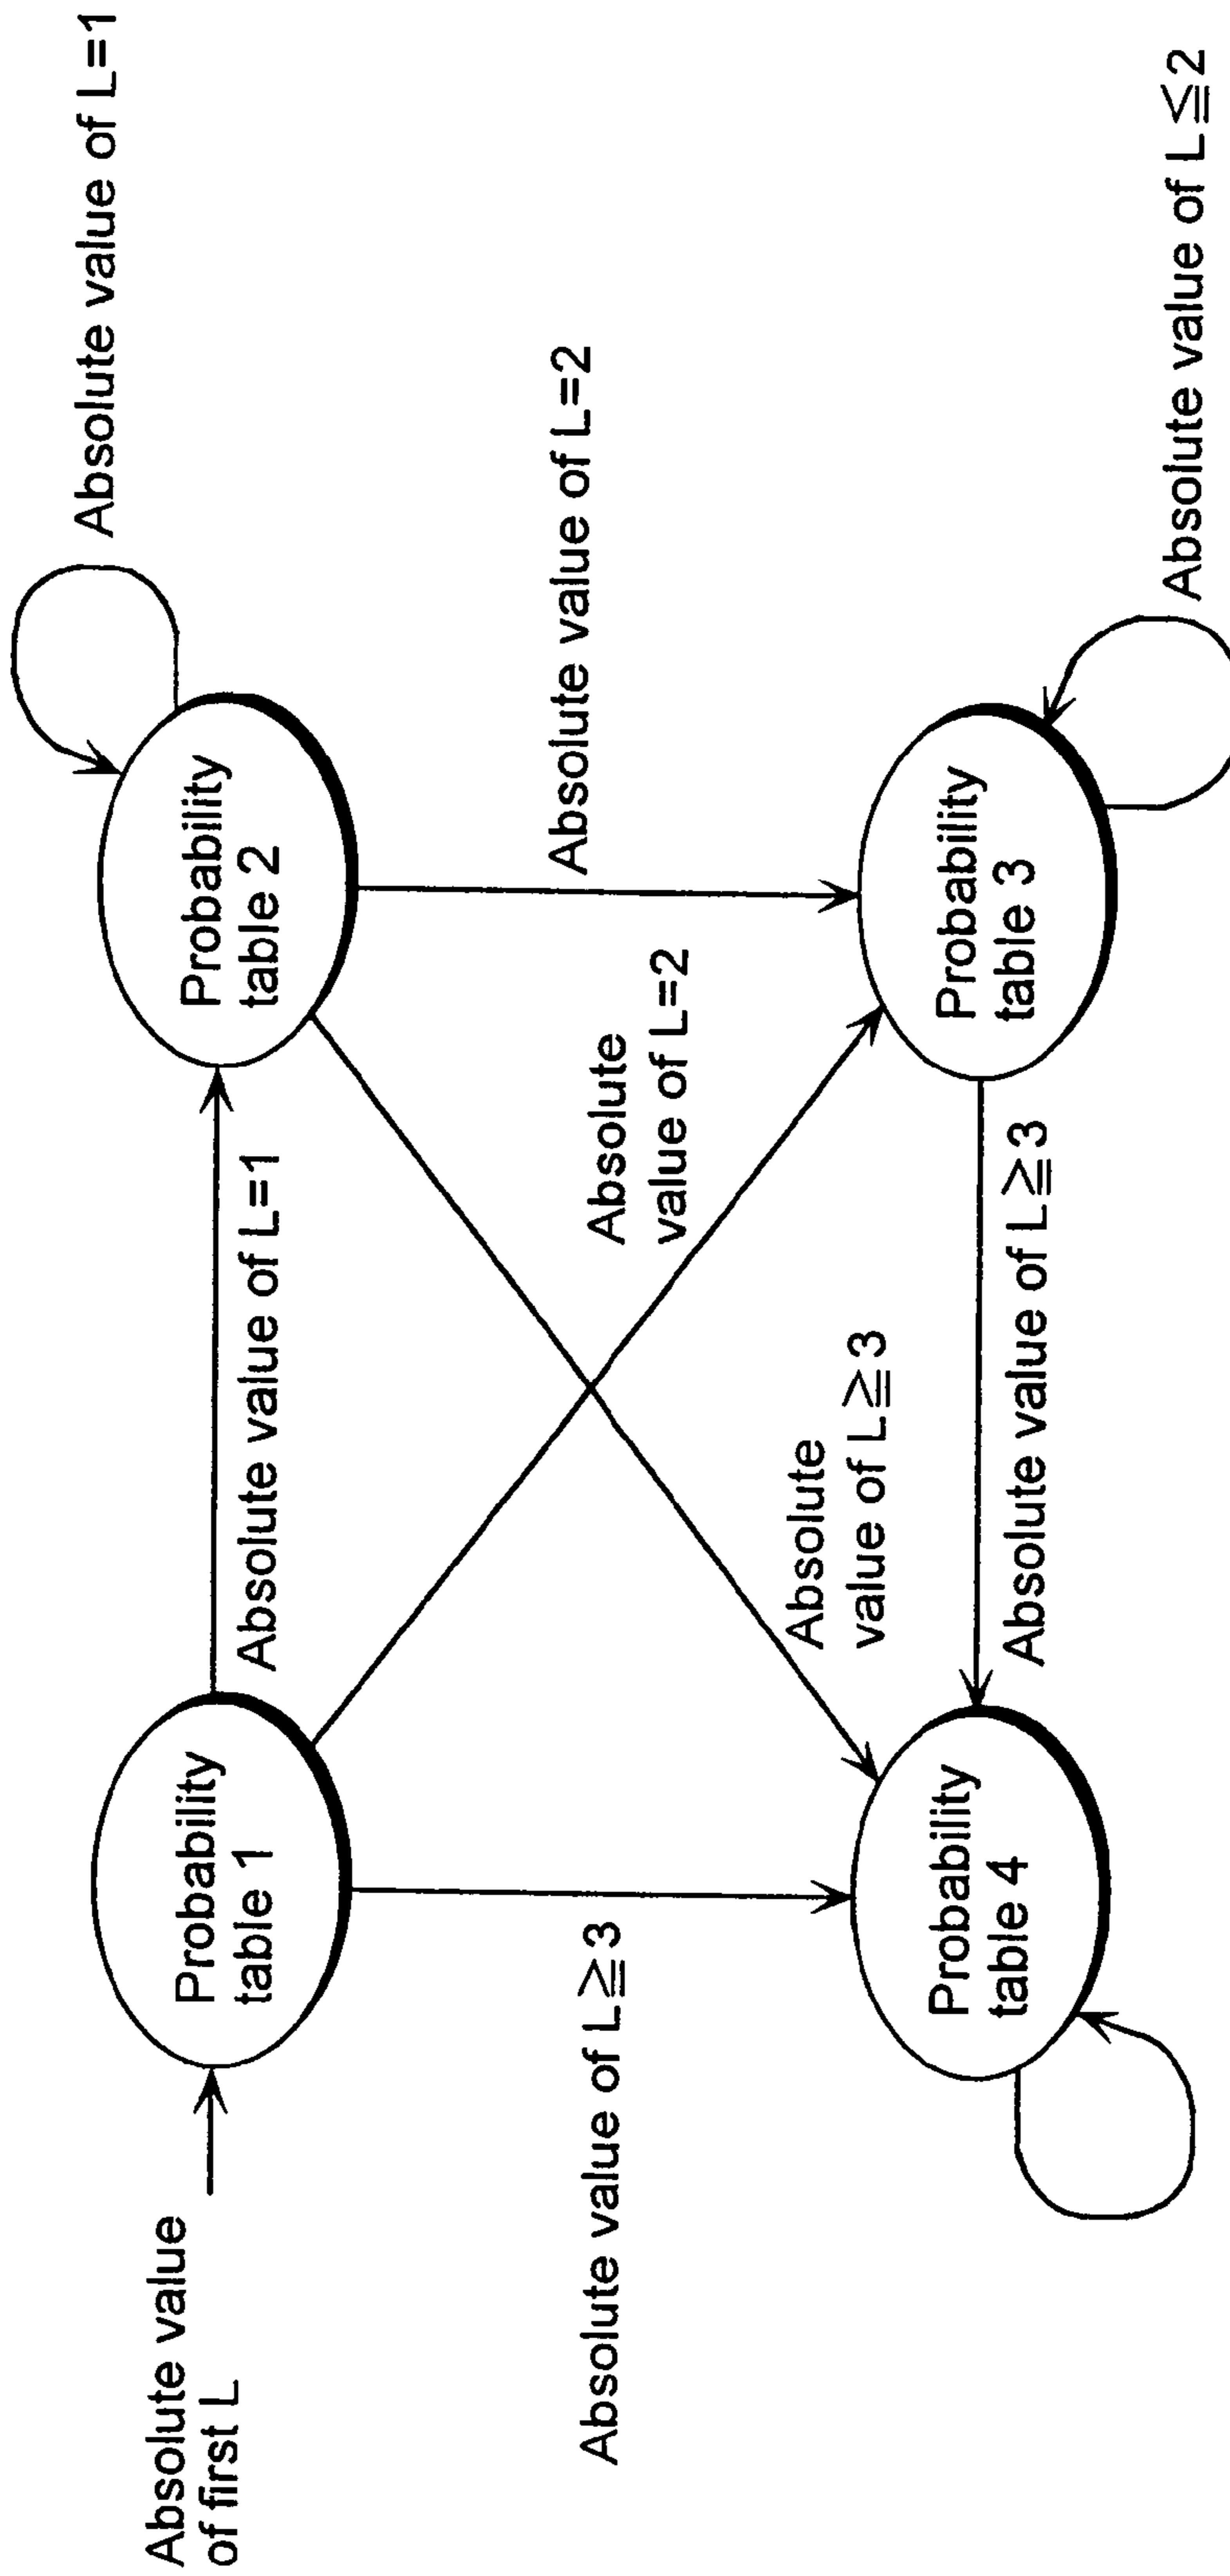 Absolute value
of first L
Probability
table 1
Absolute value of L=1
Probability
table 2
Absolute value of L=1
Absolute value of L≧3
Absolute
value of L=2
Absolute value of L=2
Absolute
value of L≧3
Probability
table 4
Absolute value of L≧3
Probability
table 3
Absolute value of L≦2